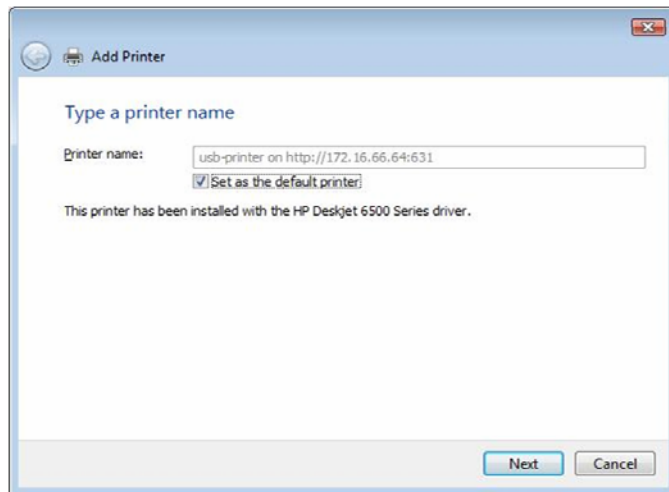 Add Printer
Type a printer name
Printer name: usb-printer on http://172.16.66.64:631
Set as the default printer
This printer has been installed with the HP Deskjet 6500 Series driver.
Next Cancel